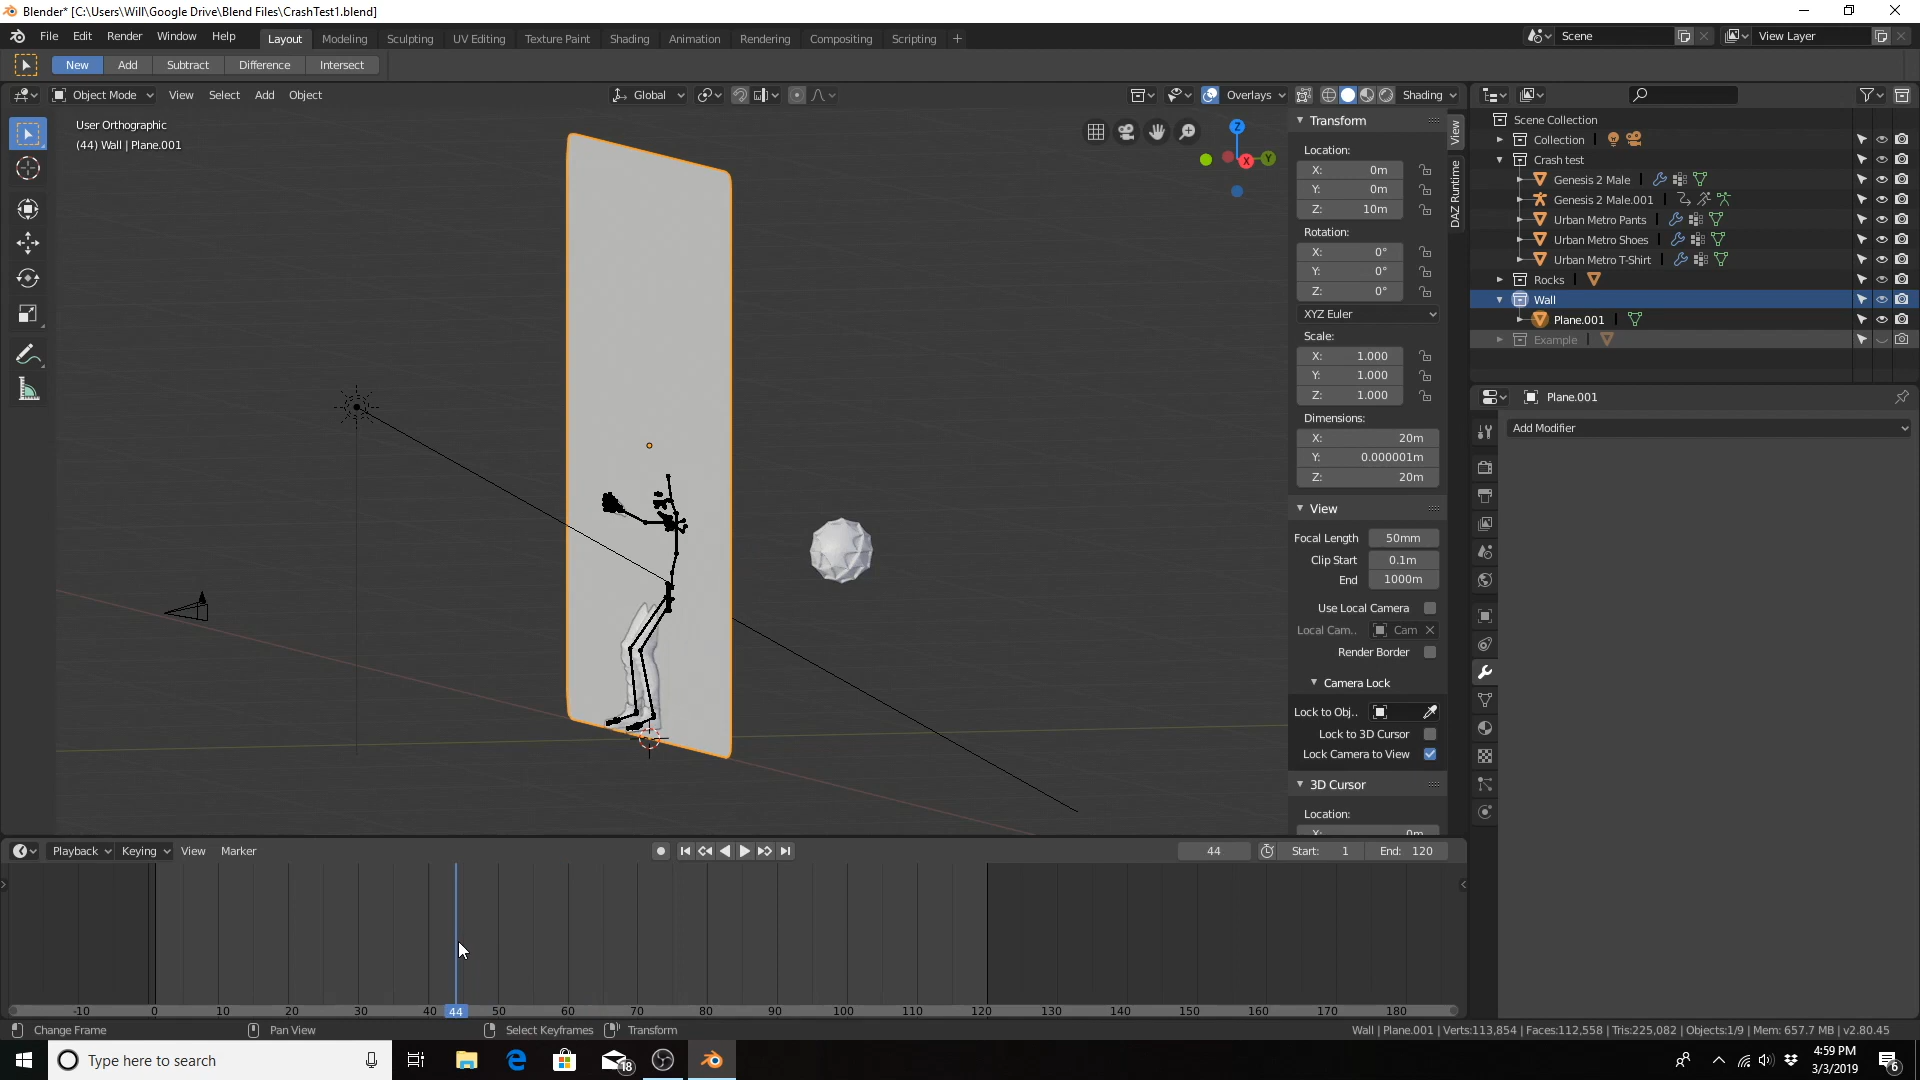 Blender* [C:\Users\Will\Google Drive\Blend Files\CrashTest1.blend]
File Edit Render Window Help Layout Modeling Sculpting UV Editing Texture Paint Shading Animation Rendering Compositing Scripting + Scene View Layer
New Add Subtract Difference Intersect
Object Mode View Select Add Object Global Overlays Shading
User Orthographic
(44) Wall | Plane.001
Z
X
Y
View
DAZ Runtime
Transform
Location:
X: 0m
Y: 0m
Z: 10m
Rotation:
X: 0°
Y: 0°
Z: 0°
XYZ Euler
Scale:
X: 1.000
Y: 1.000
Z: 1.000
Dimensions:
X: 20m
Y: 0.000001m
Z: 20m
View
Focal Length 50mm
Clip Start 0.1m
End 1000m
Use Local Camera
Local Cam.. Cam
Render Border
Camera Lock
Lock to Obj..
Lock to 3D Cursor
Lock Camera to View
3D Cursor
Location:
X: 0m
Scene Collection
Collection
Crash test
Genesis 2 Male
Genesis 2 Male.001
Urban Metro Pants
Urban Metro Shoes
Urban Metro T-Shirt
Rocks
Wall
Plane.001
Example
Plane.001
Add Modifier
Playback Keying View Marker 44 Start: 1 End: 120
-10 0 10 20 30 40 44 50 60 70 80 90 100 110 120 130 140 150 160 170 180
Change Frame Pan View Select Keyframes Transform Wall | Plane.001 | Verts:113,854 | Faces:112,558 | Tris:225,082 | Objects:1/9 | Mem: 657.7 MB | v2.80.45
Type here to search 18
4:59 PM
3/3/2019
6